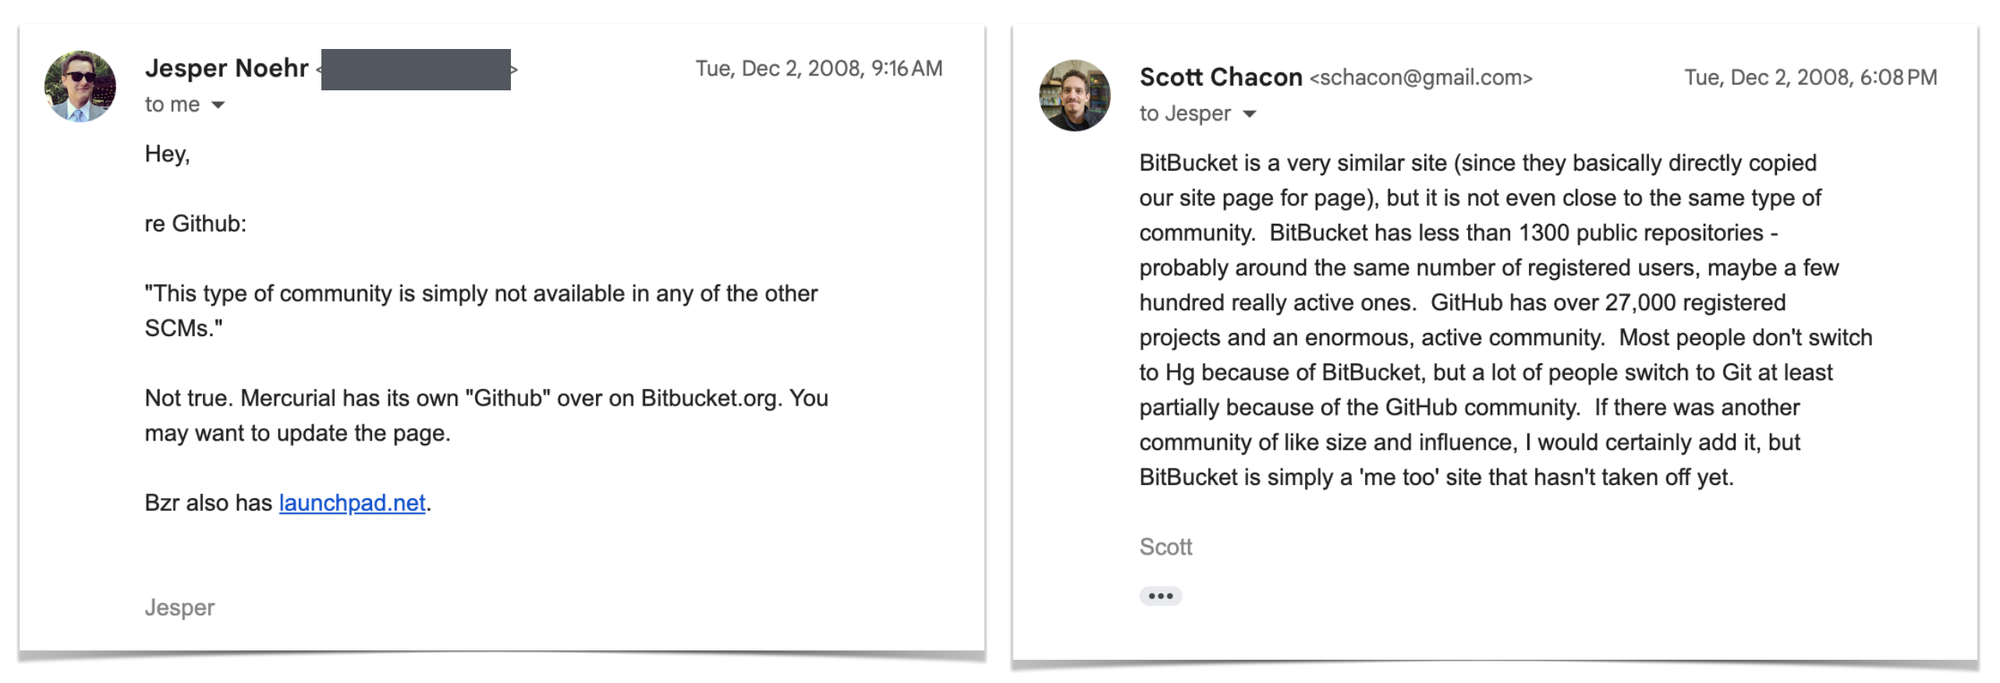 Jesper Noehr < >
Tue, Dec 2, 2008, 9:16 AM
to me
Hey,
re Github:
"This type of community is simply not available in any of the other
SCMs."
Not true. Mercurial has its own "Github" over on Bitbucket.org. You
may want to update the page.
Bzr also has launchpad.net.
Jesper
Scott Chacon <schacon@gmail.com>
Tue, Dec 2, 2008, 6:08 PM
to Jesper
BitBucket is a very similar site (since they basically directly copied
our site page for page), but it is not even close to the same type of
community.  BitBucket has less than 1300 public repositories -
probably around the same number of registered users, maybe a few
hundred really active ones.  GitHub has over 27,000 registered
projects and an enormous, active community.  Most people don't switch
to Hg because of BitBucket, but a lot of people switch to Git at least
partially because of the GitHub community.  If there was another
community of like size and influence, I would certainly add it, but
BitBucket is simply a 'me too' site that hasn't taken off yet.
Scott